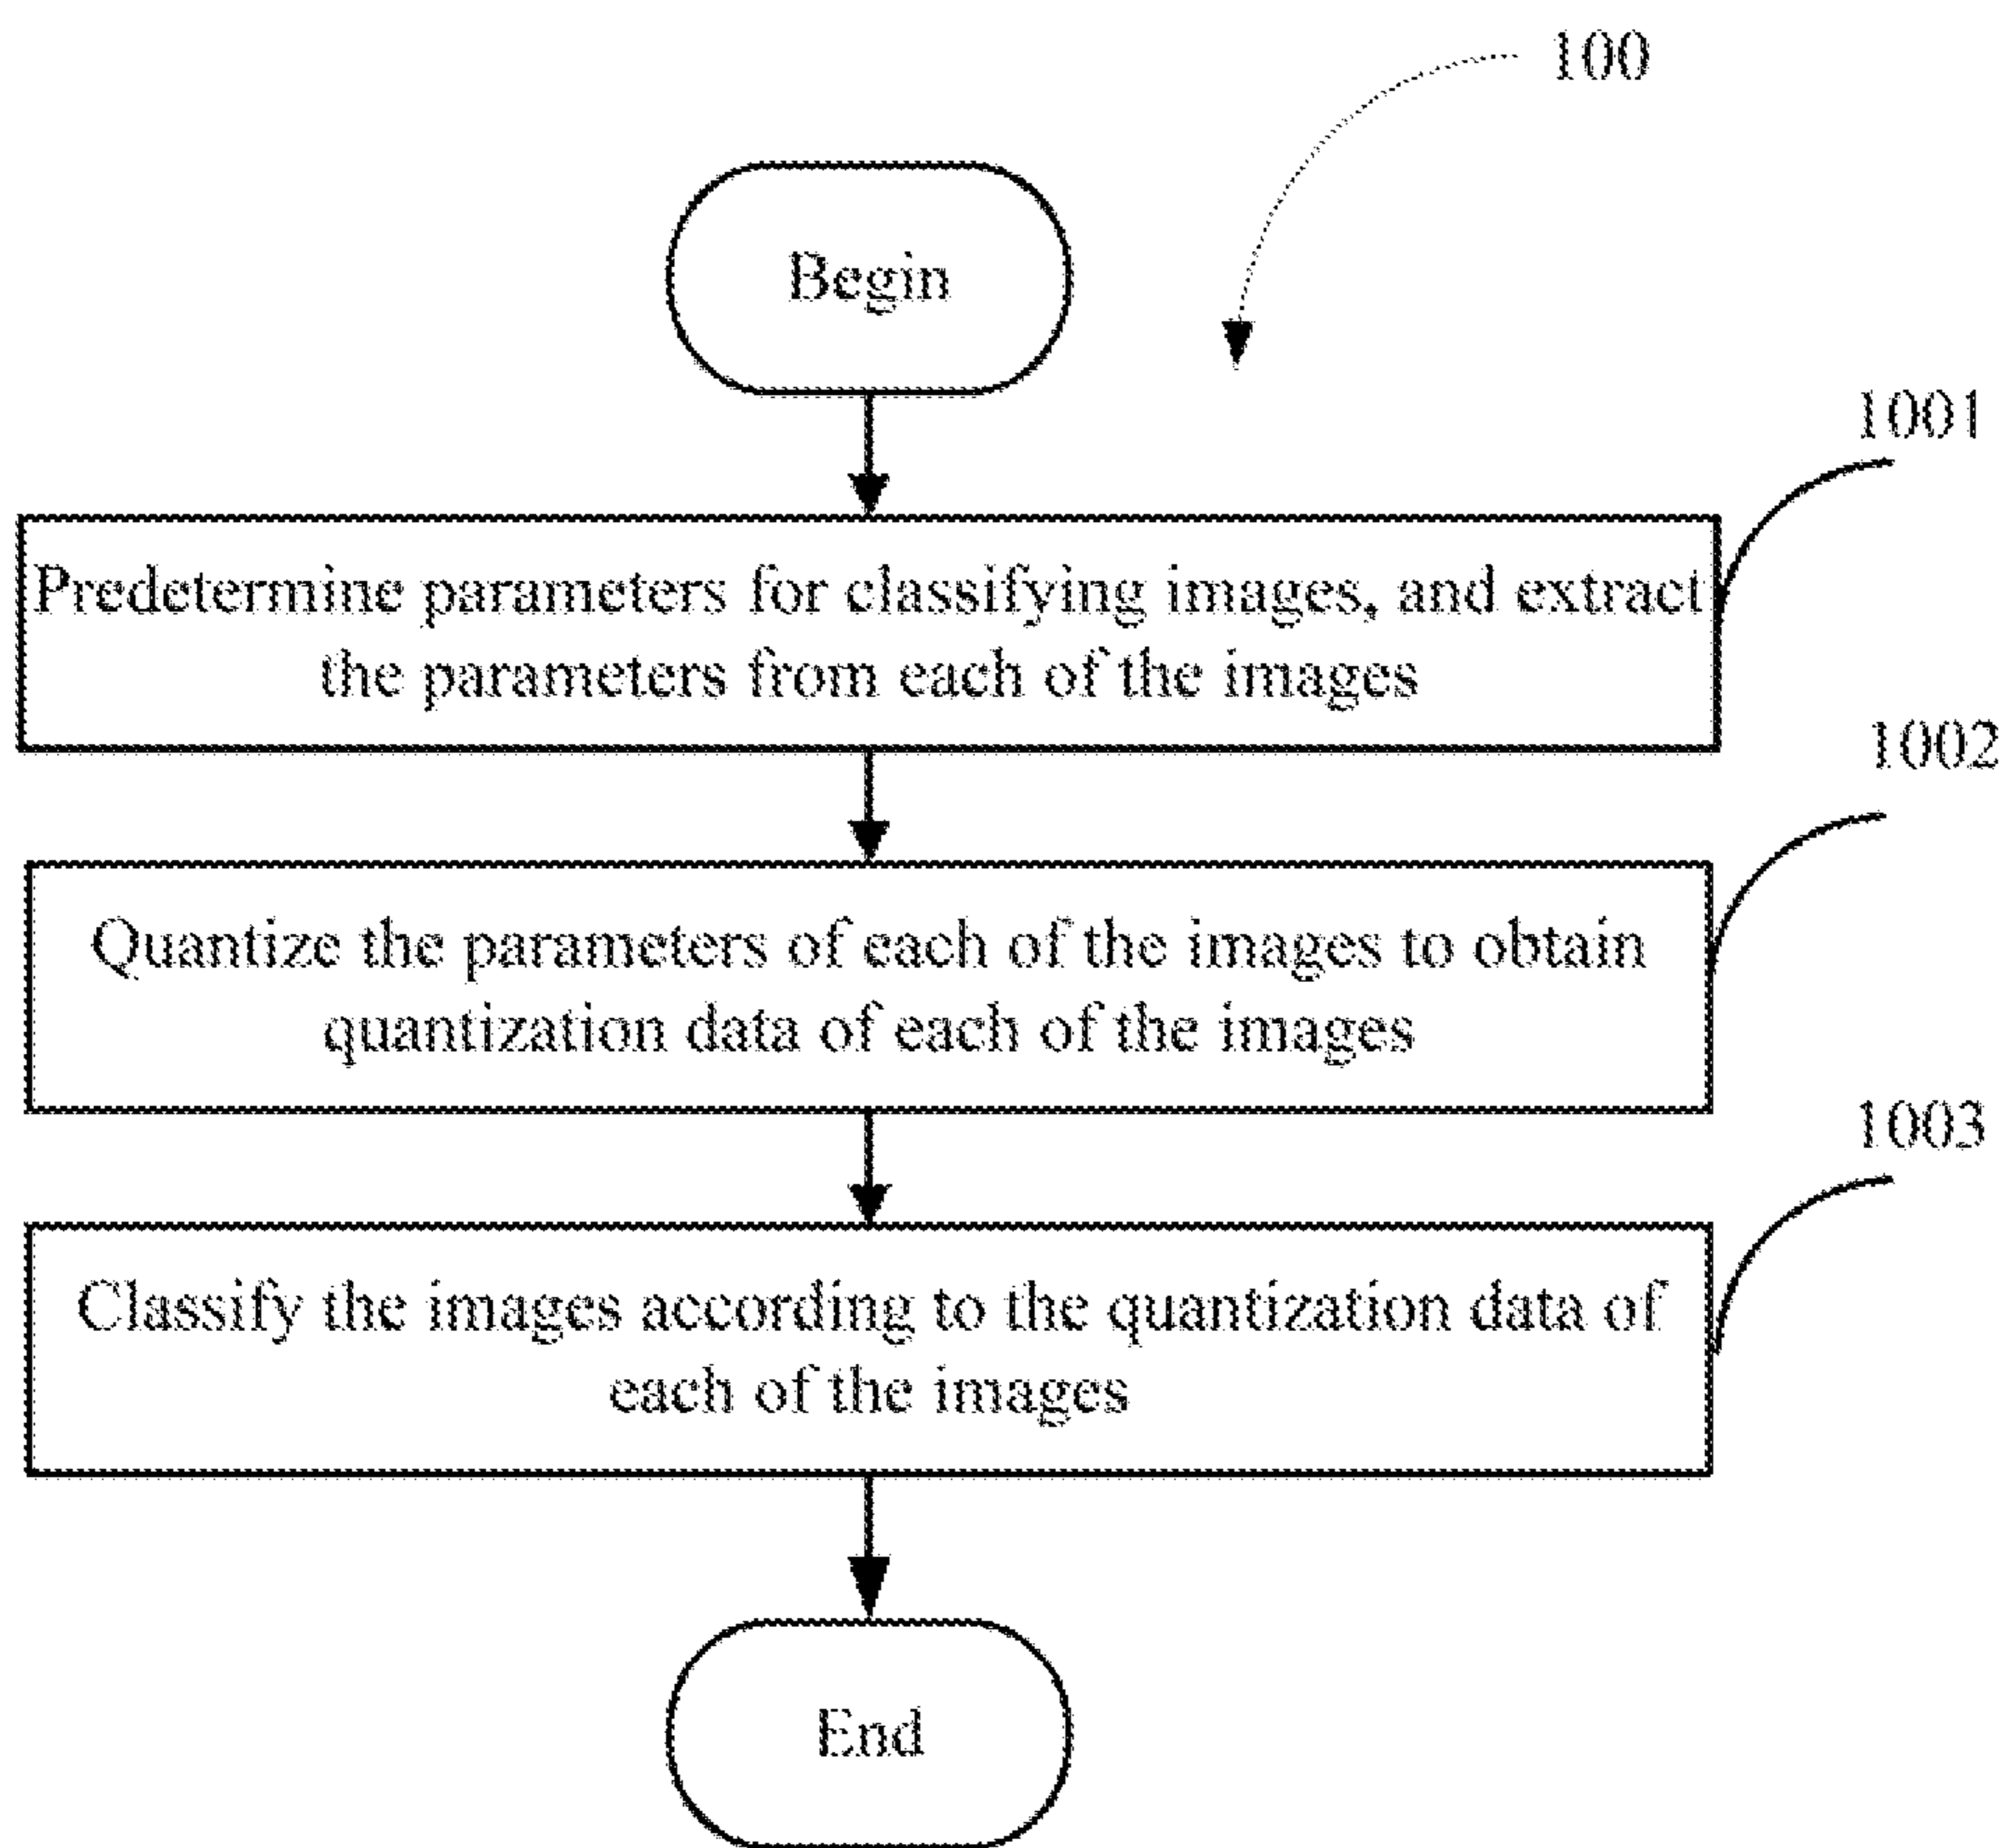 100
Begin
1001
Predetermine parameters for classifying images, and extract
the parameters from each of the images
1002
Quantize the parameters of each of the images to obtain
quantization data of each of the images
1003
Classify the images according to the quantization data of
each of the images
End